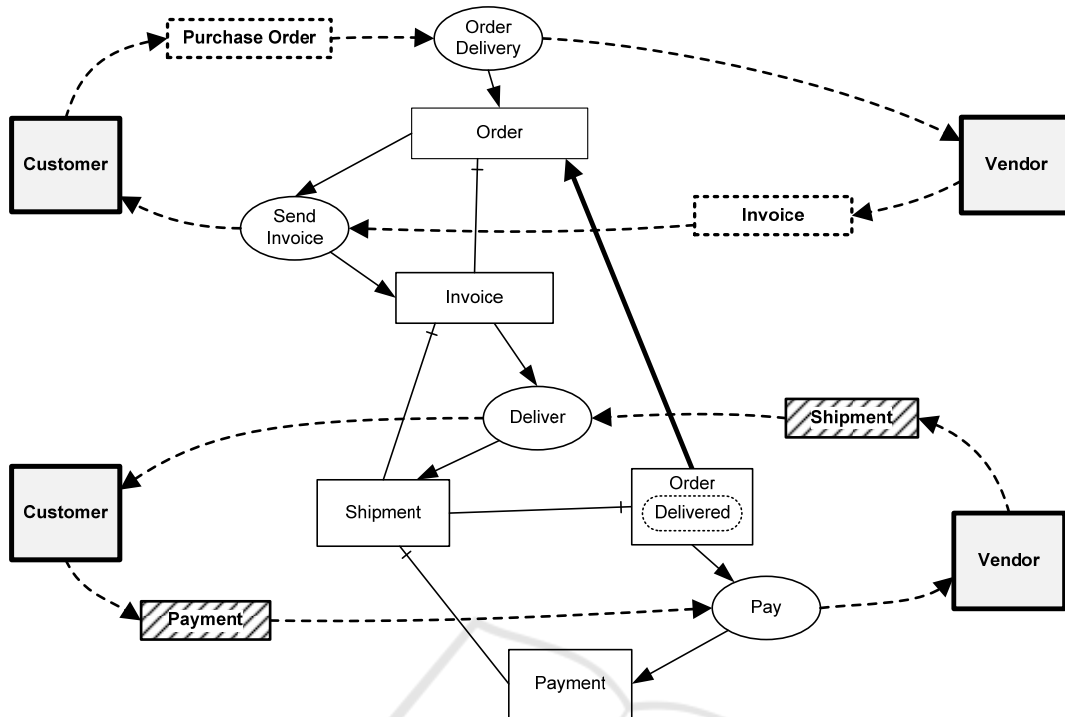 Purchase Order
Order
Delivery
Order
Customer
Vendor
Send
Invoice
Invoice
Invoice
Deliver
Shipment
Customer
Shipment
Order
Delivered
Vendor
Payment
Pay
Payment